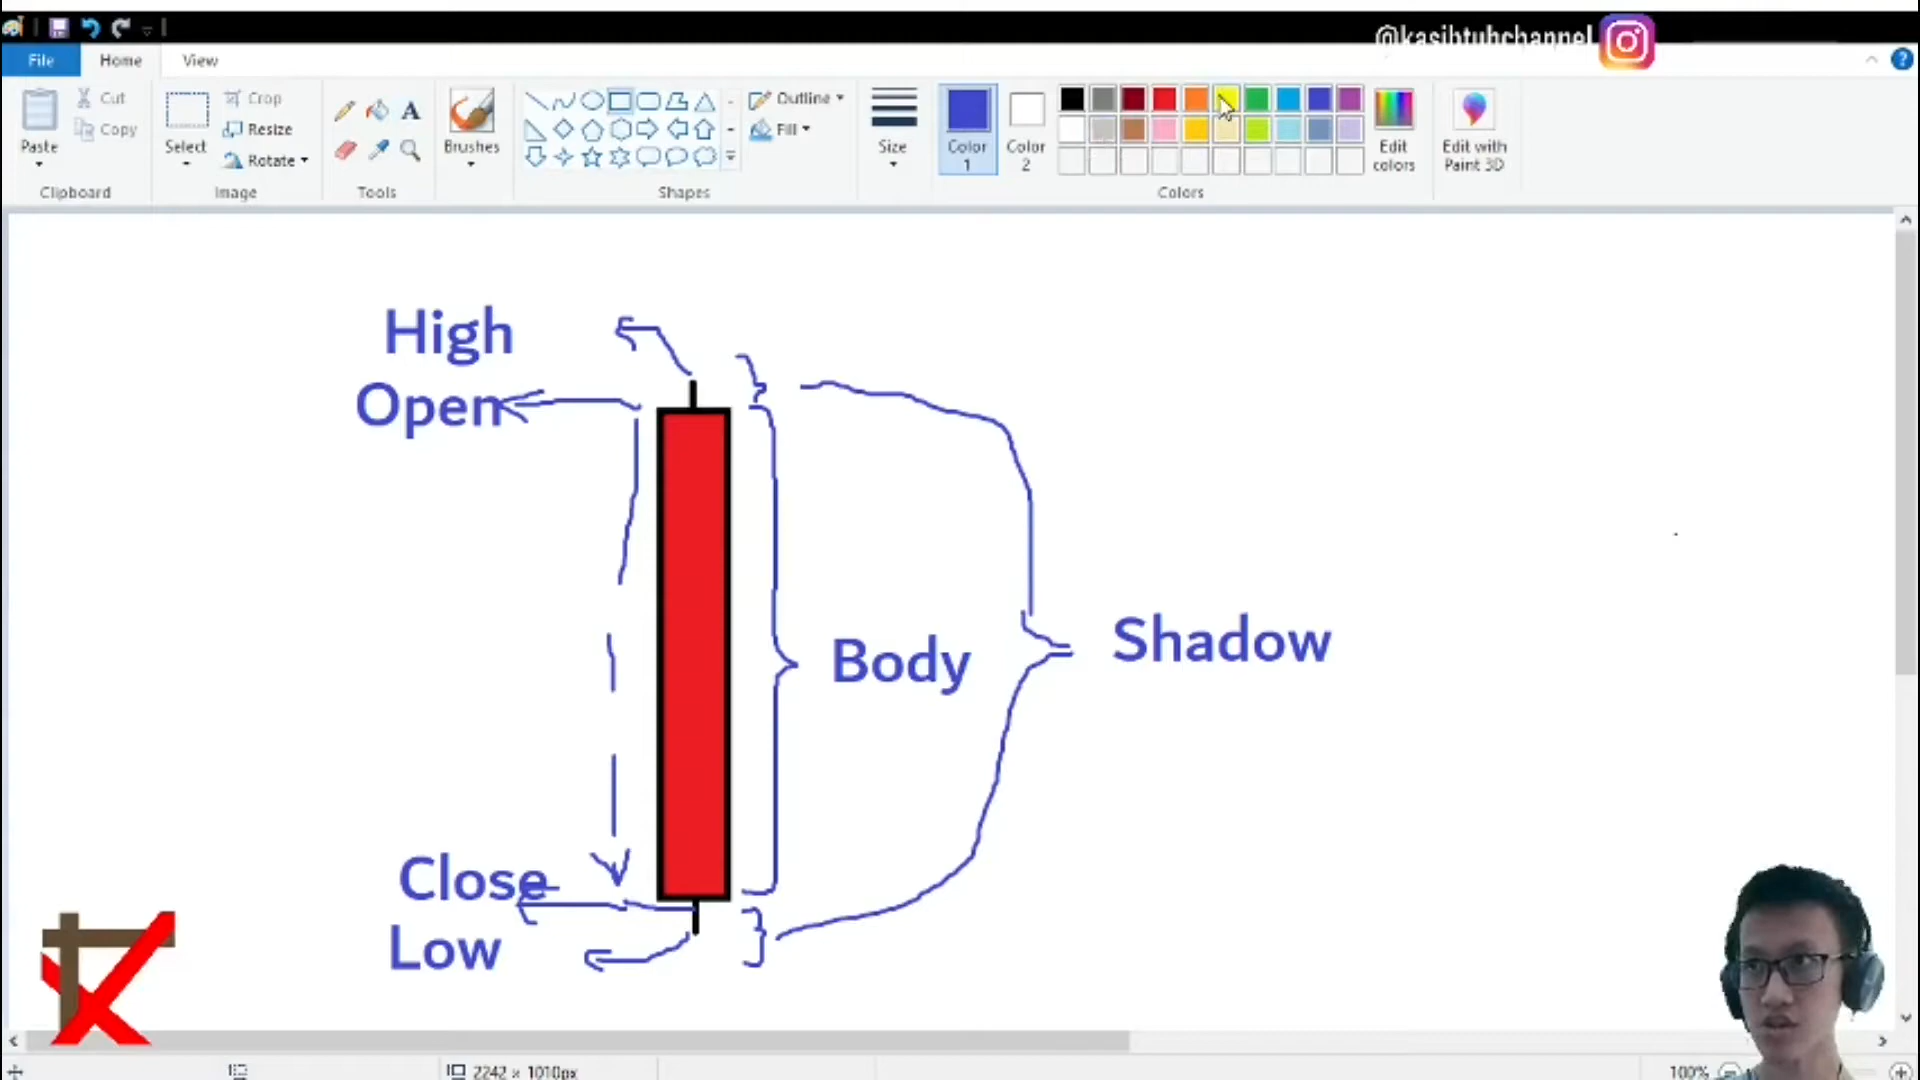 @kasihtuhchannel
File Home View
Cut
Copy
Paste
Clipboard
Crop
Resize
Rotate
Select
Image
A
Tools
Brushes
Outline
Fill
Shapes
Size
Color 1
Color 2
Edit colors
Colors
Edit with Paint 3D
High
Open
Body
Shadow
Close
Low
2242 × 1010px
100%